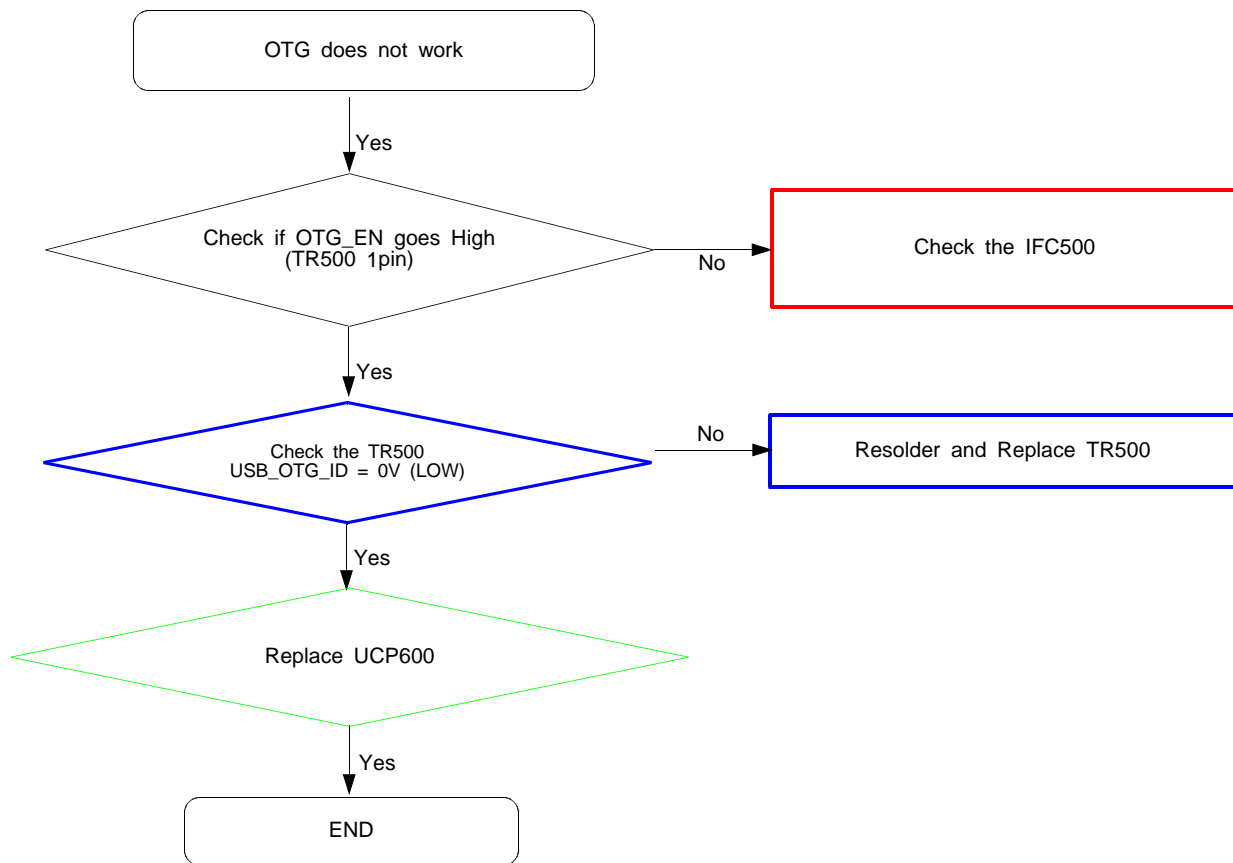 OTG does not work
Yes
Check if OTG_EN goes High
(TR500 1pin)
No
Check the IFC500
Yes
Check the TR500
USB_OTG_ID = 0V (LOW)
No
Resolder and Replace TR500
Yes
Replace UCP600
Yes
END